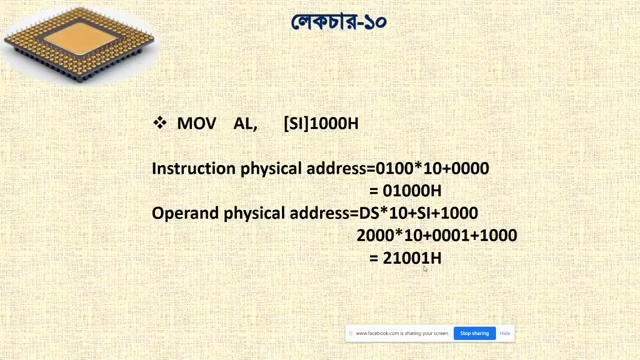 লেকচার-১০
❖ MOV AL, [SI]1000H
Instruction physical address=0100*10+0000
= 01000H
Operand physical address=DS*10+SI+1000
2000*10+0001+1000
= 21001H
www.facebook.com is sharing your screen. Stop sharing Hide